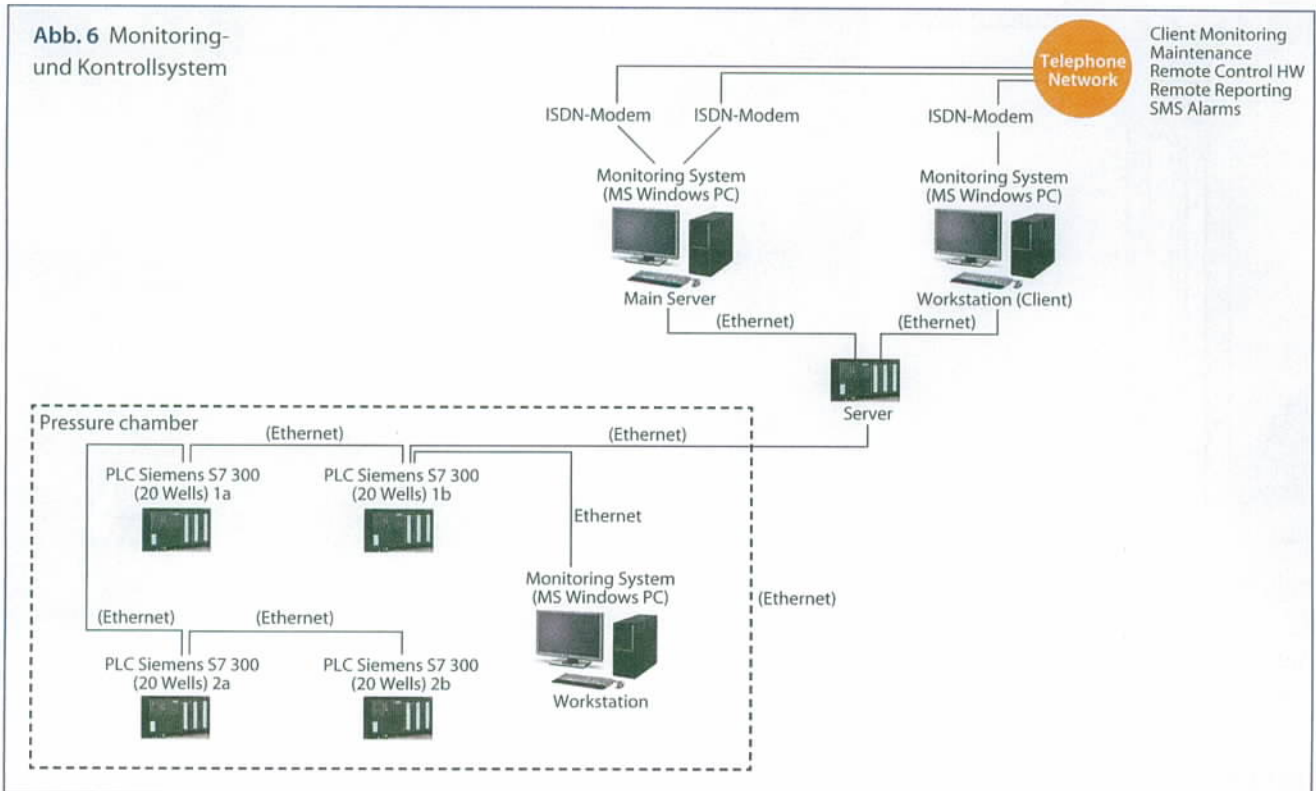 Abb. 6 Monitoring-
und Kontrollsystem
Telephone
Network
Client Monitoring
Maintenance
Remote Control HW
Remote Reporting
SMS Alarms
ISDN-Modem
ISDN-Modem
ISDN-Modem
Monitoring System
(MS Windows PC)
Main Server
Monitoring System
(MS Windows PC)
Workstation (Client)
(Ethernet)
(Ethernet)
Server
Pressure chamber
(Ethernet)
(Ethernet)
PLC Siemens S7 300
(20 Wells) 1a
PLC Siemens S7 300
(20 Wells) 1b
Ethernet
Monitoring System
(MS Windows PC)
Workstation
(Ethernet)
(Ethernet)
(Ethernet)
PLC Siemens S7 300
(20 Wells) 2a
PLC Siemens S7 300
(20 Wells) 2b